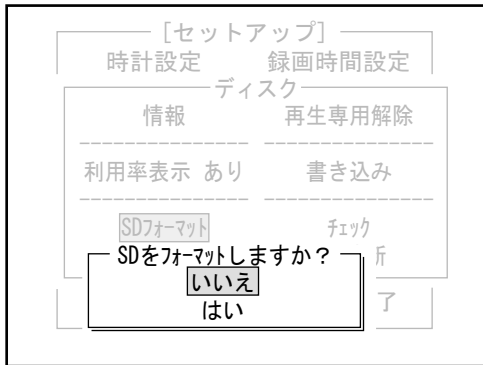 [セットアップ]
時計設定 録画時間設定
ディスク
情報 再生専用解除
利用率表示 あり 書き込み
SDフォーマット チェック
SDをフォーマットしますか? 斤
いいえ
はい 了